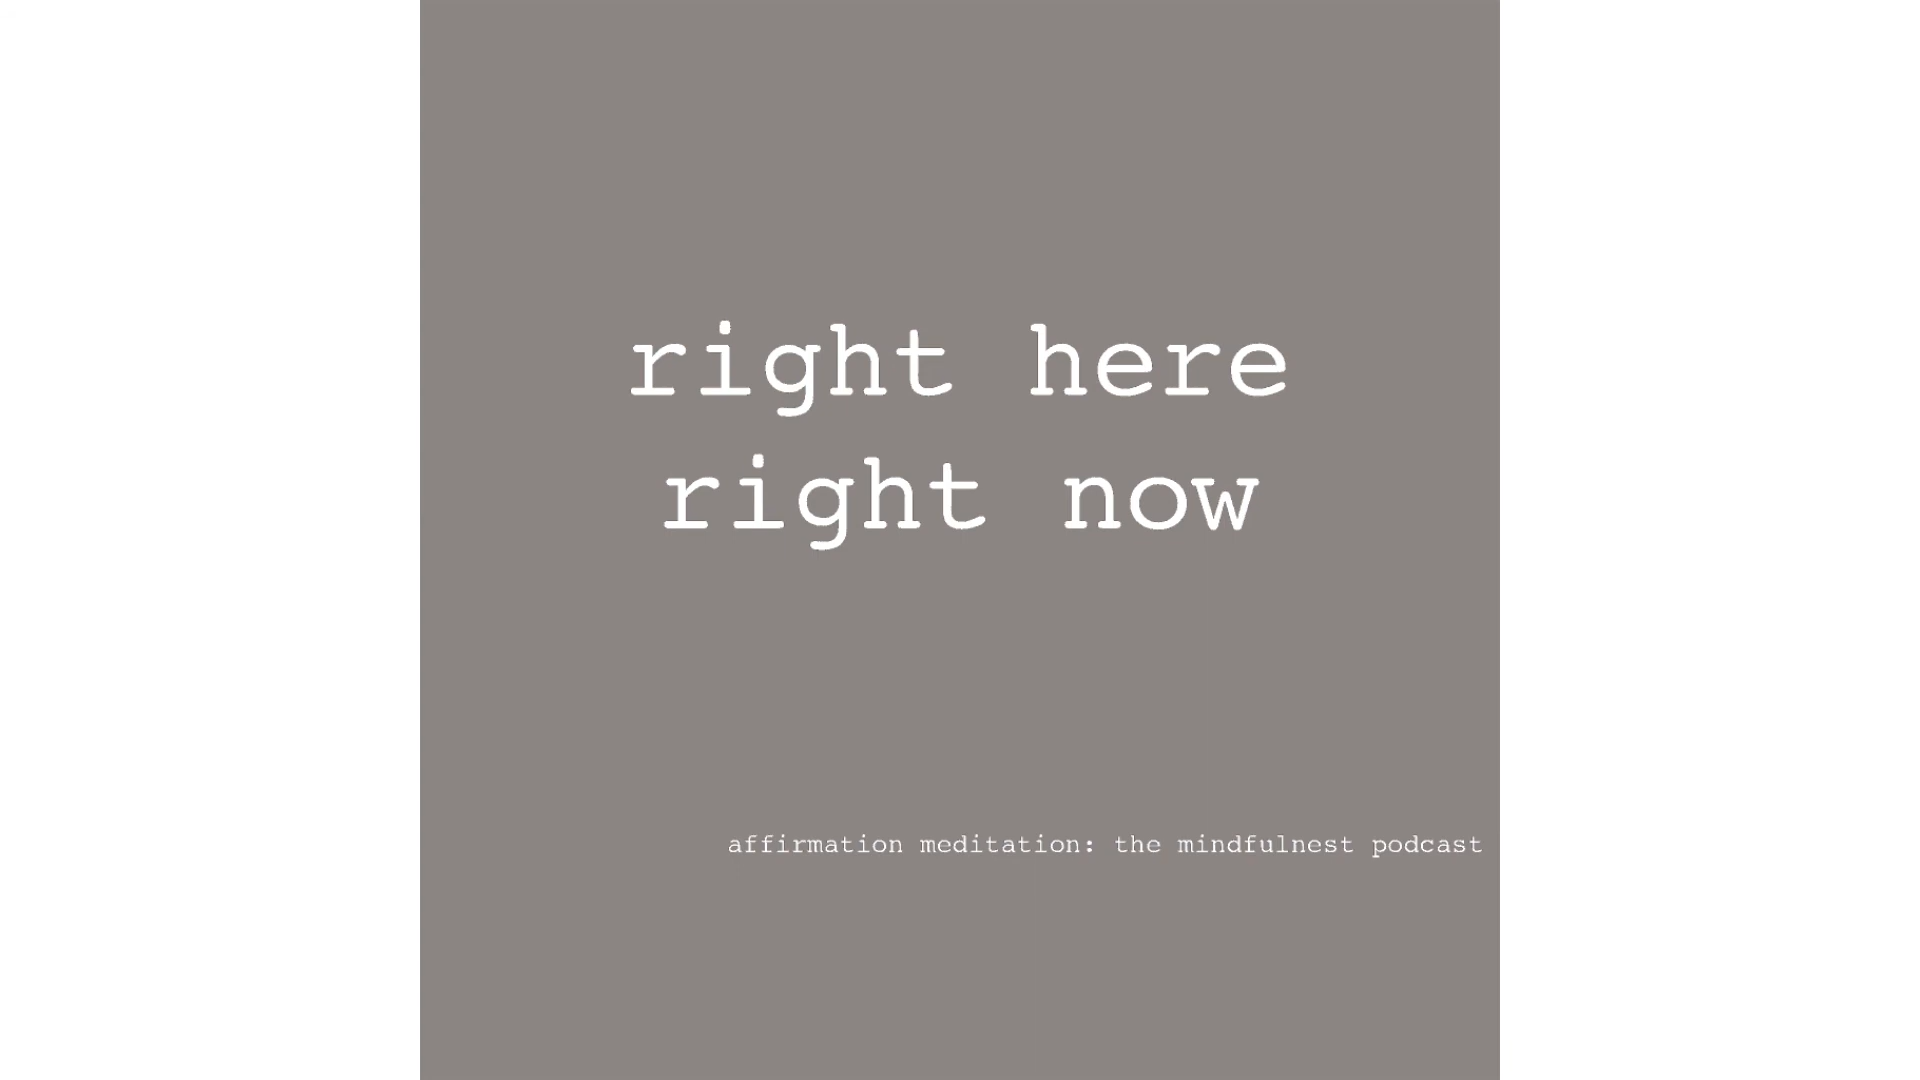 right here
right now
affirmation meditation: the mindfulnest podcast